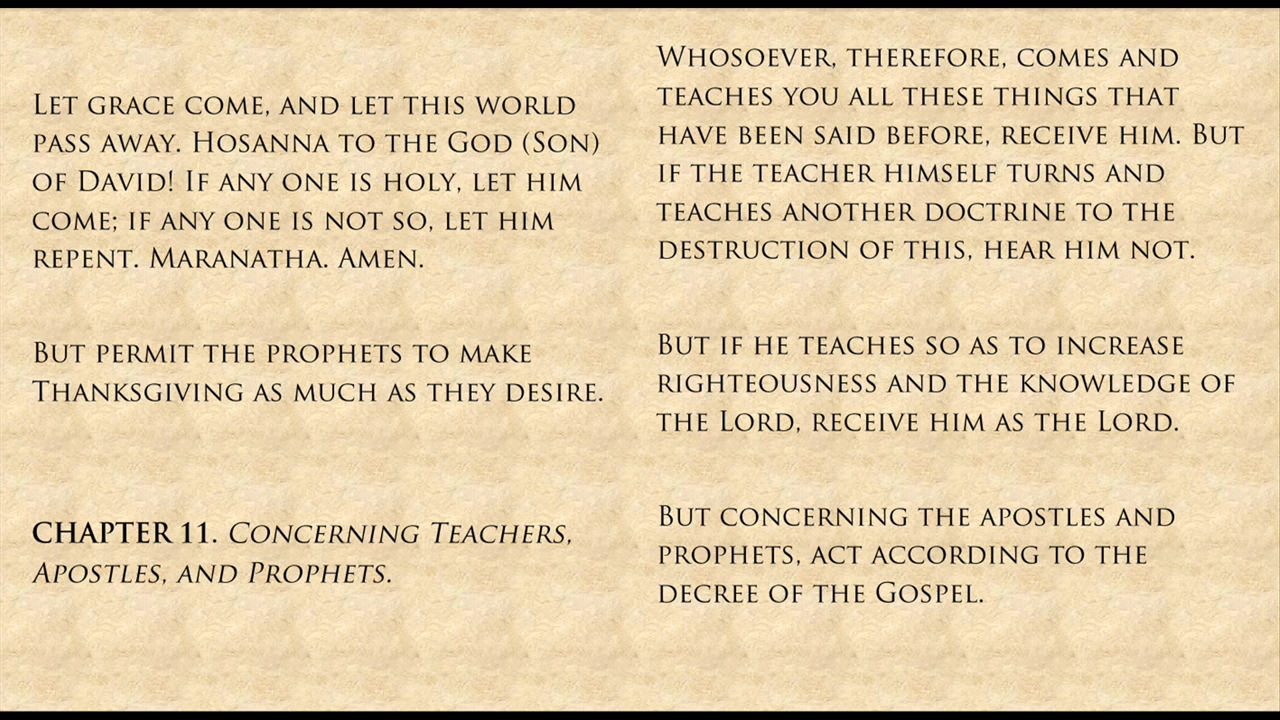 Let grace come, and let this world
pass away. Hosanna to the God (Son)
of David! If any one is holy, let him
come; if any one is not so, let him
repent. Maranatha. Amen.
But permit the prophets to make
Thanksgiving as much as they desire.
CHAPTER 11. Concerning Teachers,
Apostles, and Prophets.
Whosoever, therefore, comes and
teaches you all these things that
have been said before, receive him. But
if the teacher himself turns and
teaches another doctrine to the
destruction of this, hear him not.
But if he teaches so as to increase
righteousness and the knowledge of
the Lord, receive him as the Lord.
But concerning the apostles and
prophets, act according to the
decree of the Gospel.